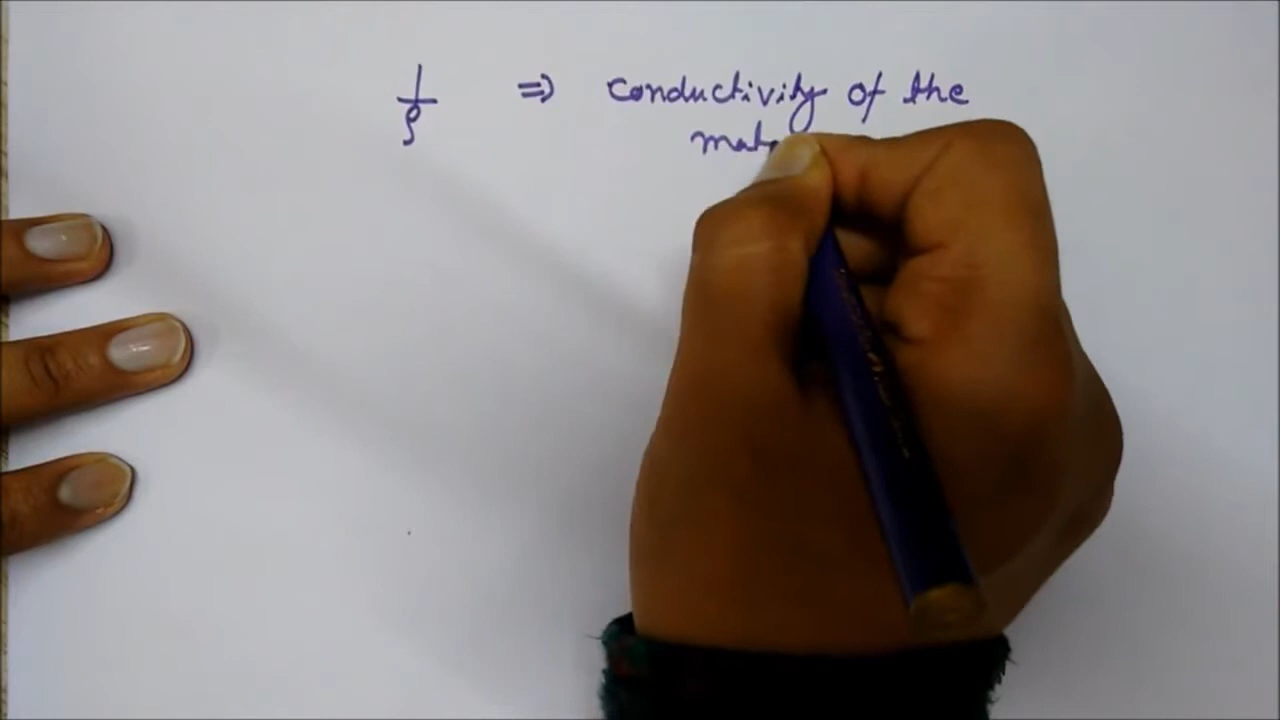 1/ρ ⇒ conductivity of the